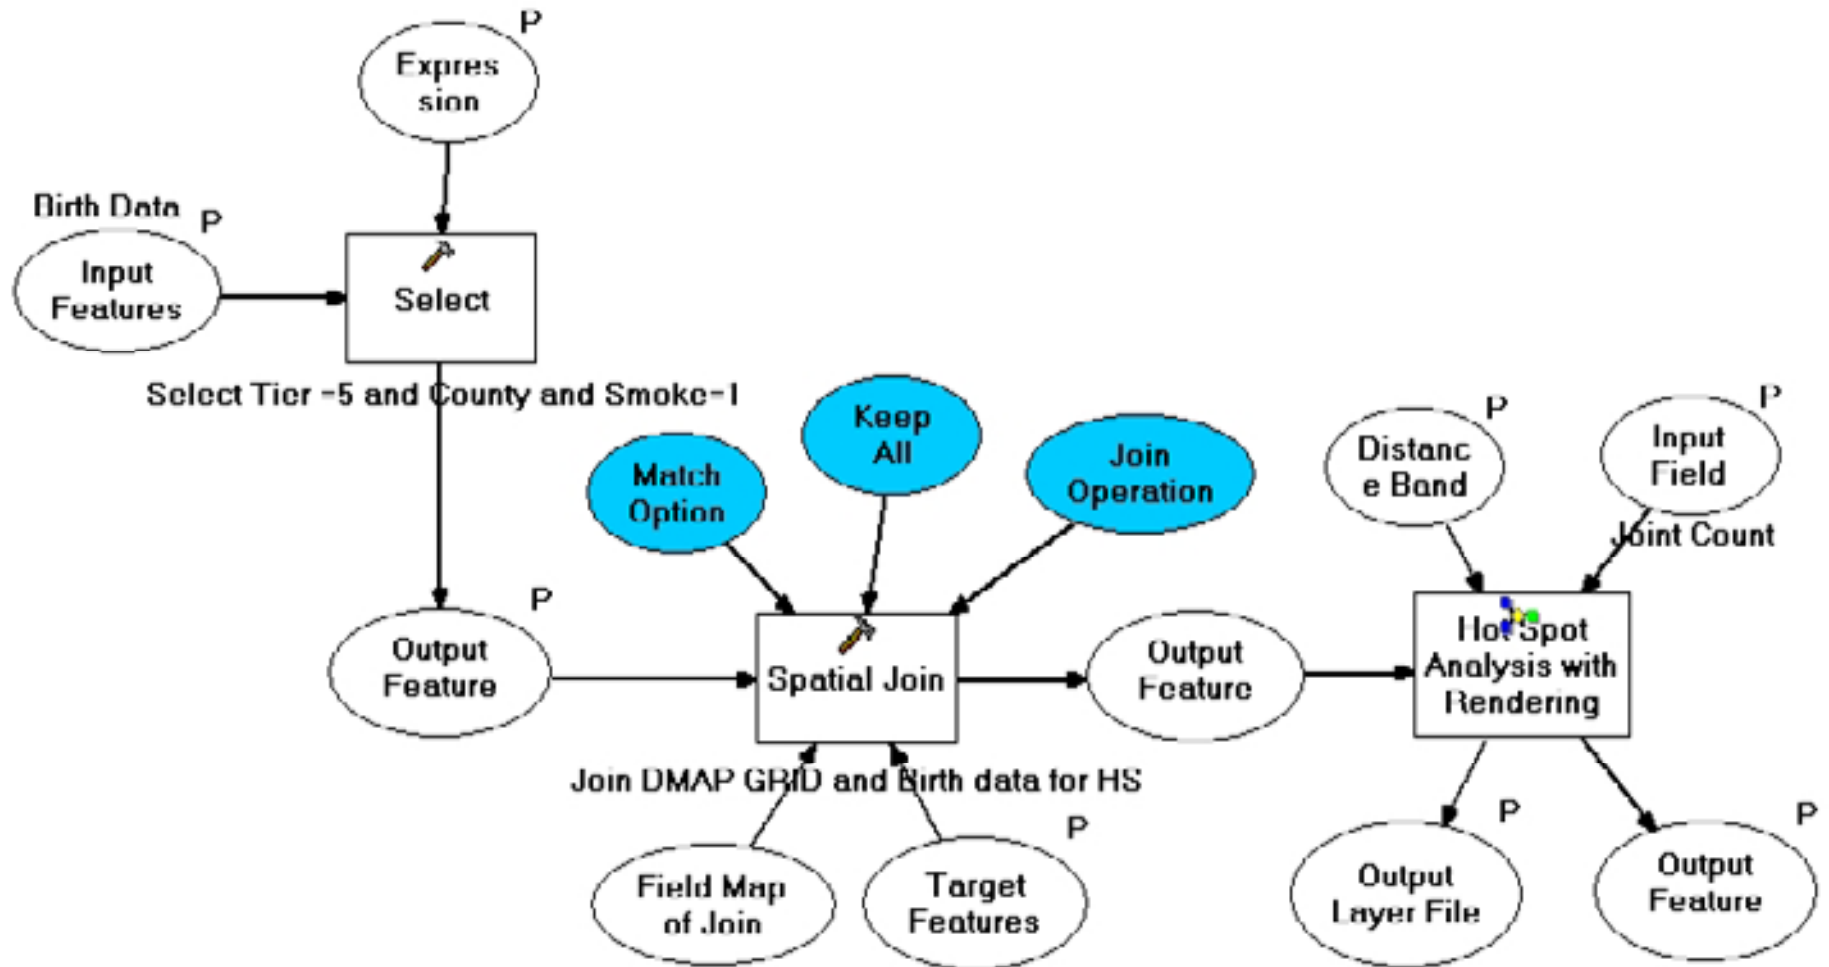 P
Expres
sion
Birth Data
P
Input
Features
Select
Select Tier -5 and County and Smoke-1
Match
Option
Keep
All
Join
Operation
P
Distanc
e Band
P
Input
Field
Joint Count
P
Output
Feature
Spatial Join
Output
Feature
Hot Spot
Analysis with
Rendering
Join DMAP GRID and Birth data for HS
Field Map
of Join
P
Target
Features
P
Output
Layer File
P
Output
Feature